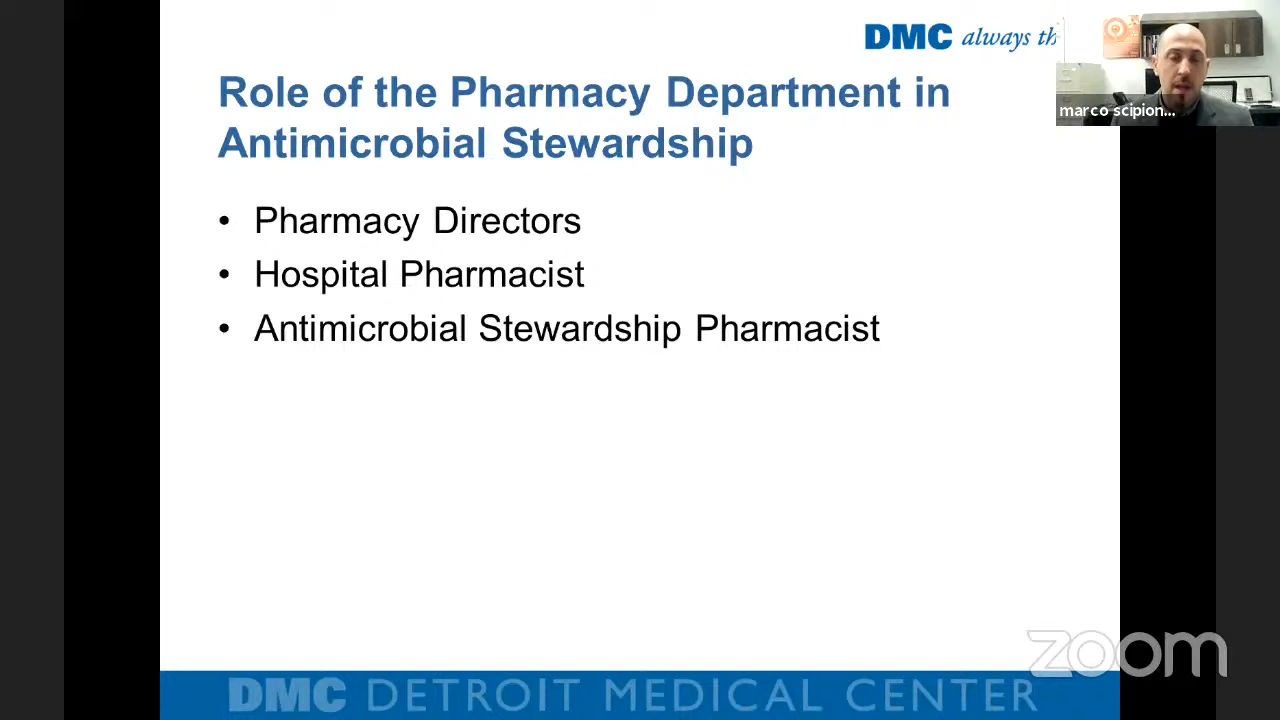 DMC always th
marco scipion...
Role of the Pharmacy Department in
Antimicrobial Stewardship
• Pharmacy Directors
• Hospital Pharmacist
• Antimicrobial Stewardship Pharmacist
zoom
DMC DETROIT MEDICAL CENTER